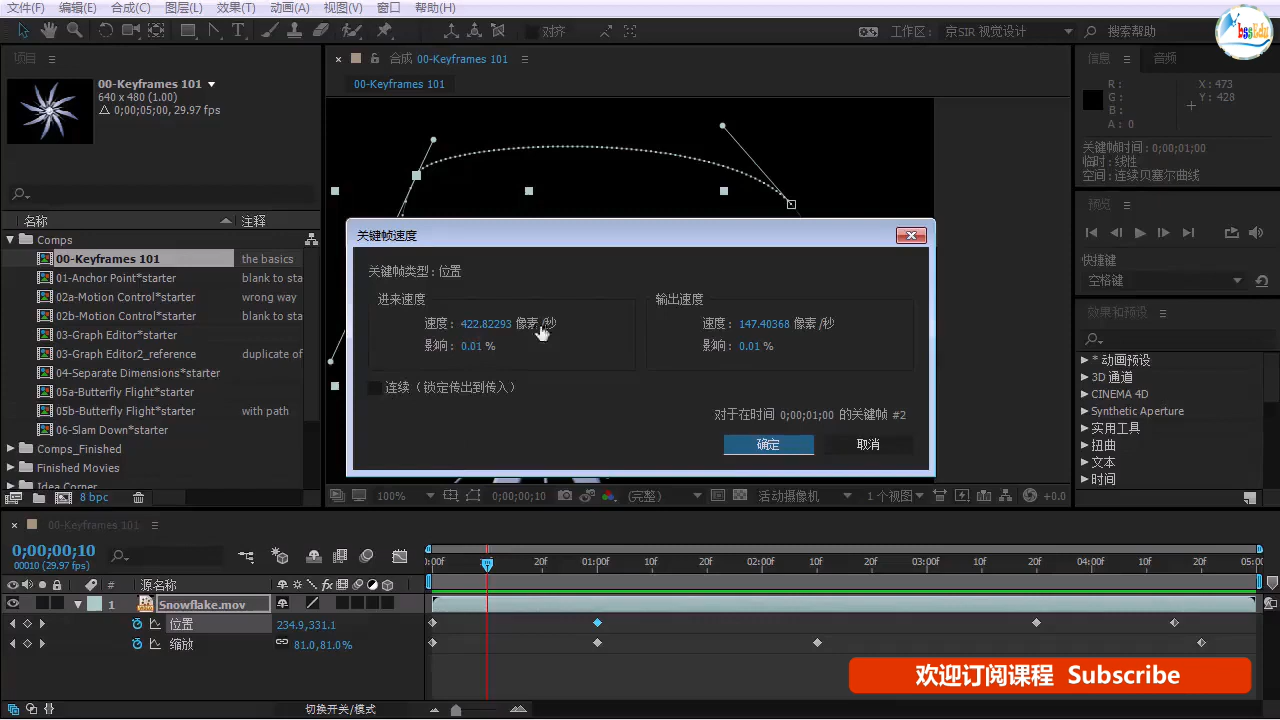 文件(F) 编辑(E) 合成(C) 图层(L) 效果(T) 动画(A) 视图(V) 窗口 帮助(H)
对齐 工作区: 京SIR 视觉设计 搜索帮助
bssEdu
项目
00-Keyframes 101
640 x 480 (1.00)
Δ 0;00;05;00, 29.97 fps
名称 注释
Comps
00-Keyframes 101 the basics
01-Anchor Point*starter blank to sta
02a-Motion Control*starter wrong way
02b-Motion Control*starter blank to sta
03-Graph Editor*starter
03-Graph Editor2_reference duplicate of
04-Separate Dimensions*starter
05a-Butterfly Flight*starter
05b-Butterfly Flight*starter with path
06-Slam Down*starter
Comps_Finished
Finished Movies
Idea Corner
8 bpc
合成 00-Keyframes 101
00-Keyframes 101
关键帧速度
关键帧类型: 位置
进来速度
速度: 422.82293 像素/秒
影响: 0.01 %
输出速度
速度: 147.40368 像素/秒
影响: 0.01 %
连续（锁定传出到传入）
对于在时间 0;00;01;00 的关键帧 #2
确定 取消
100% 0;00;00;10 (完整) 活动摄像机 1个视图 +0.0
信息 音频
R:
G:
B:
A: 0
X: 473
Y: 428
关键帧时间: 0;00;01;00
临时: 线性
空间: 连续贝塞尔曲线
预览
快捷键
空格键
效果和预设
* 动画预设
3D 通道
CINEMA 4D
Synthetic Aperture
实用工具
扭曲
文本
时间
00-Keyframes 101
0;00;00;10
00010 (29.97 fps)
:00f 20f 01:00f 10f 20f 02:00f 10f 20f 03:00f 10f 20f 04:00f 10f 20f 05:00
# 源名称
1 Snowflake.mov
位置 234.9,331.1
缩放 81.0,81.0%
切换开关/模式
欢迎订阅课程 Subscribe